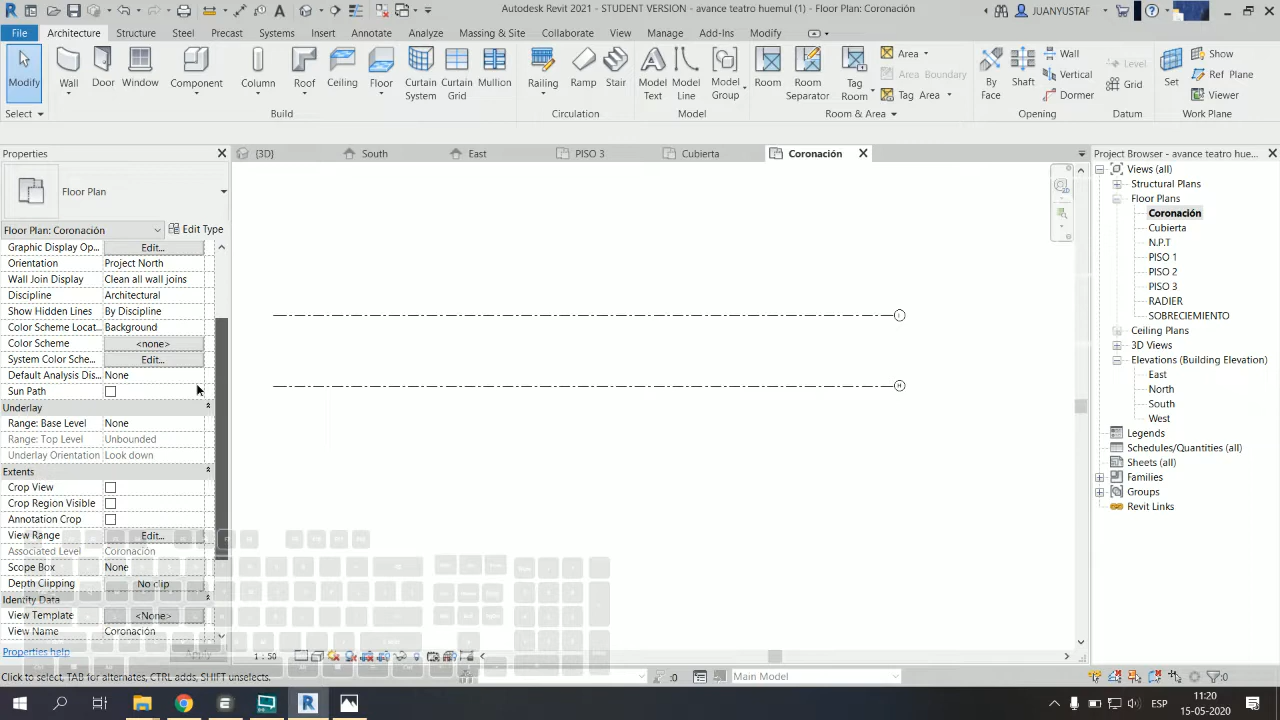 Autodesk Revit 2021 - STUDENT VERSION - avance teatro huemul (1) - Floor Plan: Coronación
JUANYUSTAF...
File Architecture Structure Steel Precast Systems Insert Annotate Analyze Massing & Site Collaborate View Manage Add-Ins Modify
Modify Wall Door Window Component Column Roof Ceiling Floor Curtain System Curtain Grid Mullion Railing Ramp Stair Model Text Model Line Model Group Room Room Separator Tag Room
Area
Area Boundary
Tag Area
By Face Shaft
Wall
Vertical
Dormer
Level
Grid
Set
Show
Ref Plane
Viewer
Select Build Circulation Model Room & Area Opening Datum Work Plane
Properties
{3D} South East PISO 3 Cubierta Coronación
Project Browser - avance teatro hue...
Floor Plan
Floor Plan: Coronación Edit Type
Graphic Display Op... Edit...
Orientation Project North
Wall Join Display Clean all wall joins
Discipline Architectural
Show Hidden Lines By Discipline
Color Scheme Locat... Background
Color Scheme <none>
System Color Sche... Edit...
Default Analysis Dis... None
Sun Path
Underlay
Range: Base Level None
Range: Top Level Unbounded
Underlay Orientation Look down
Extents
Crop View
Crop Region Visible
Annotation Crop
View Range Edit...
Associated Level Coronación
Scope Box None
Depth Clipping No clip
Identity Data
View Template <None>
View Name Coronación
Properties help Apply
Views (all)
Structural Plans
Floor Plans
Coronación
Cubierta
N.P.T
PISO 1
PISO 2
PISO 3
RADIER
SOBRECIEMIENTO
Ceiling Plans
3D Views
Elevations (Building Elevation)
East
North
South
West
Legends
Schedules/Quantities (all)
Sheets (all)
Families
Groups
Revit Links
1 : 50
Click to select, TAB for alternates, CTRL adds, SHIFT unselects.
:0
Main Model
:0
ESP
11:20
15-05-2020